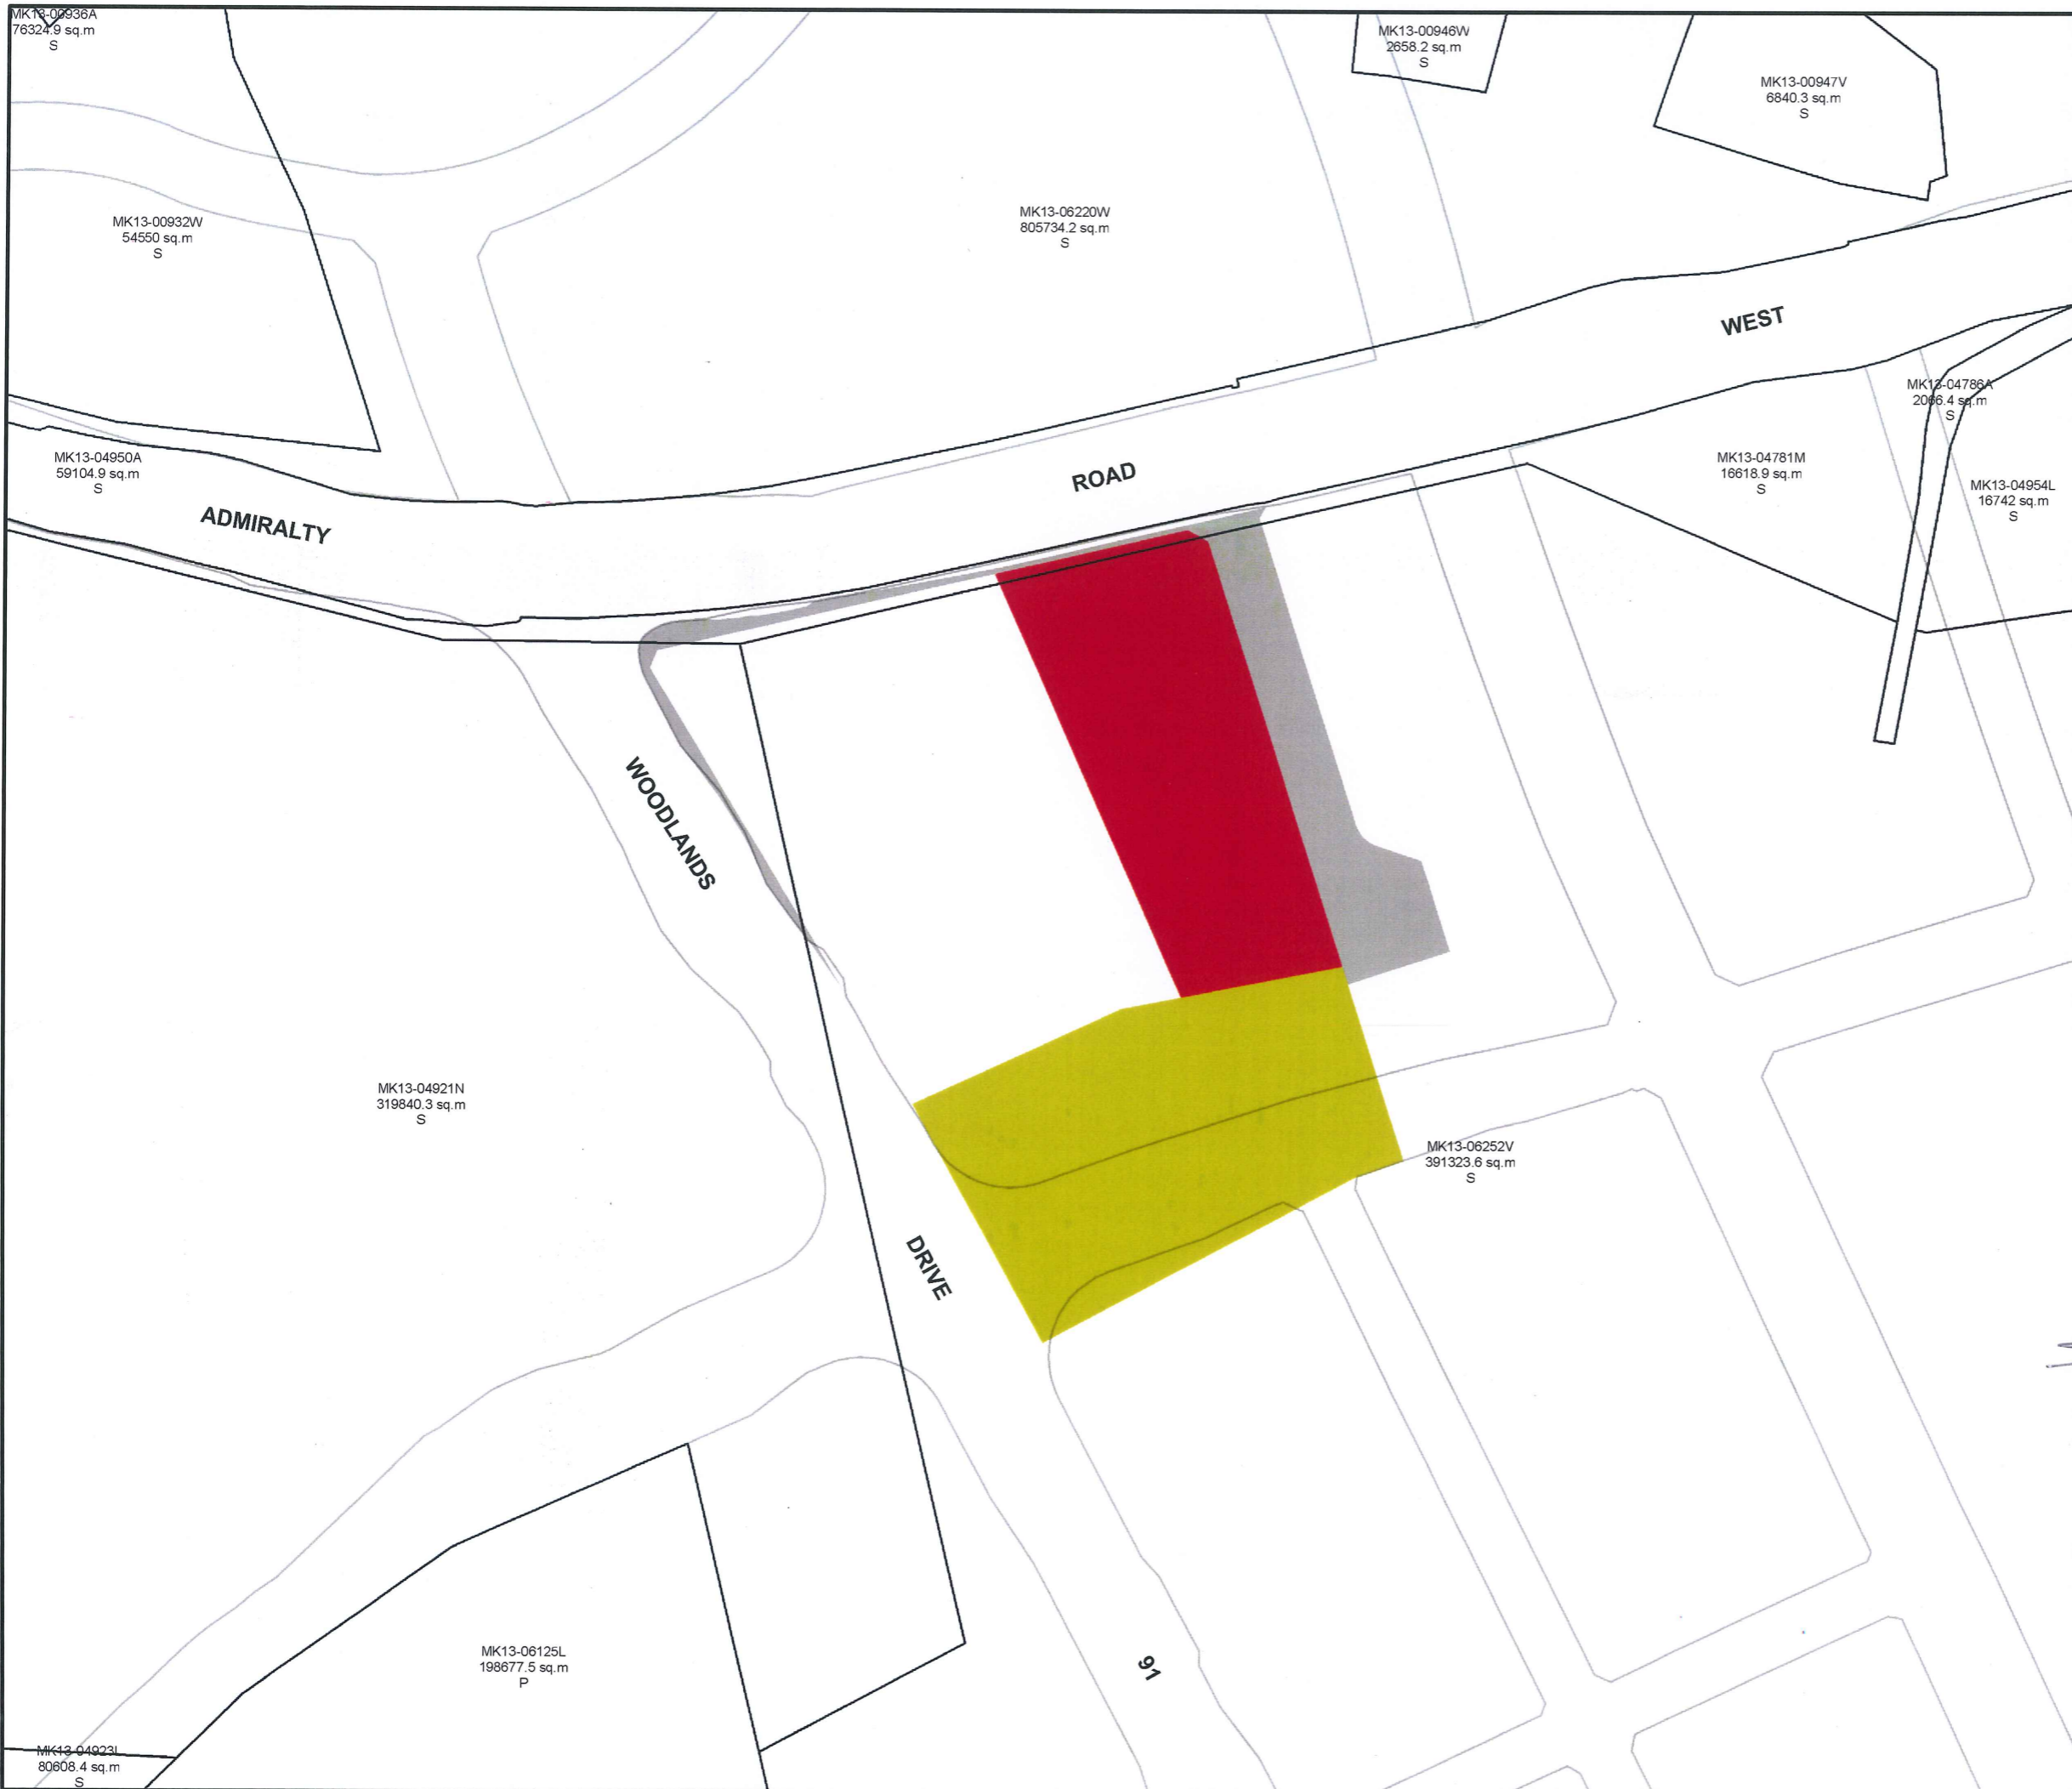 MK13-00936A
76324.9 sq.m
S
MK13-00946W
2658.2 sq.m
S
MK13-00947V
6840.3 sq.m
S
MK13-00932W
54550 sq.m
S
MK13-06220W
805734.2 sq.m
S
WEST
MK13-04786A
2066.4 sq.m
S
MK13-04950A
59104.9 sq.m
S
ROAD
MK13-04781M
16618.9 sq.m
S
MK13-04954L
16742 sq.m
S
ADMIRALTY
WOODLANDS
MK13-04921N
319840.3 sq.m
S
MK13-06252V
391323.6 sq.m
S
DRIVE
MK13-06125L
198677.5 sq.m
P
91
MK13-04923L
80608.4 sq.m
S